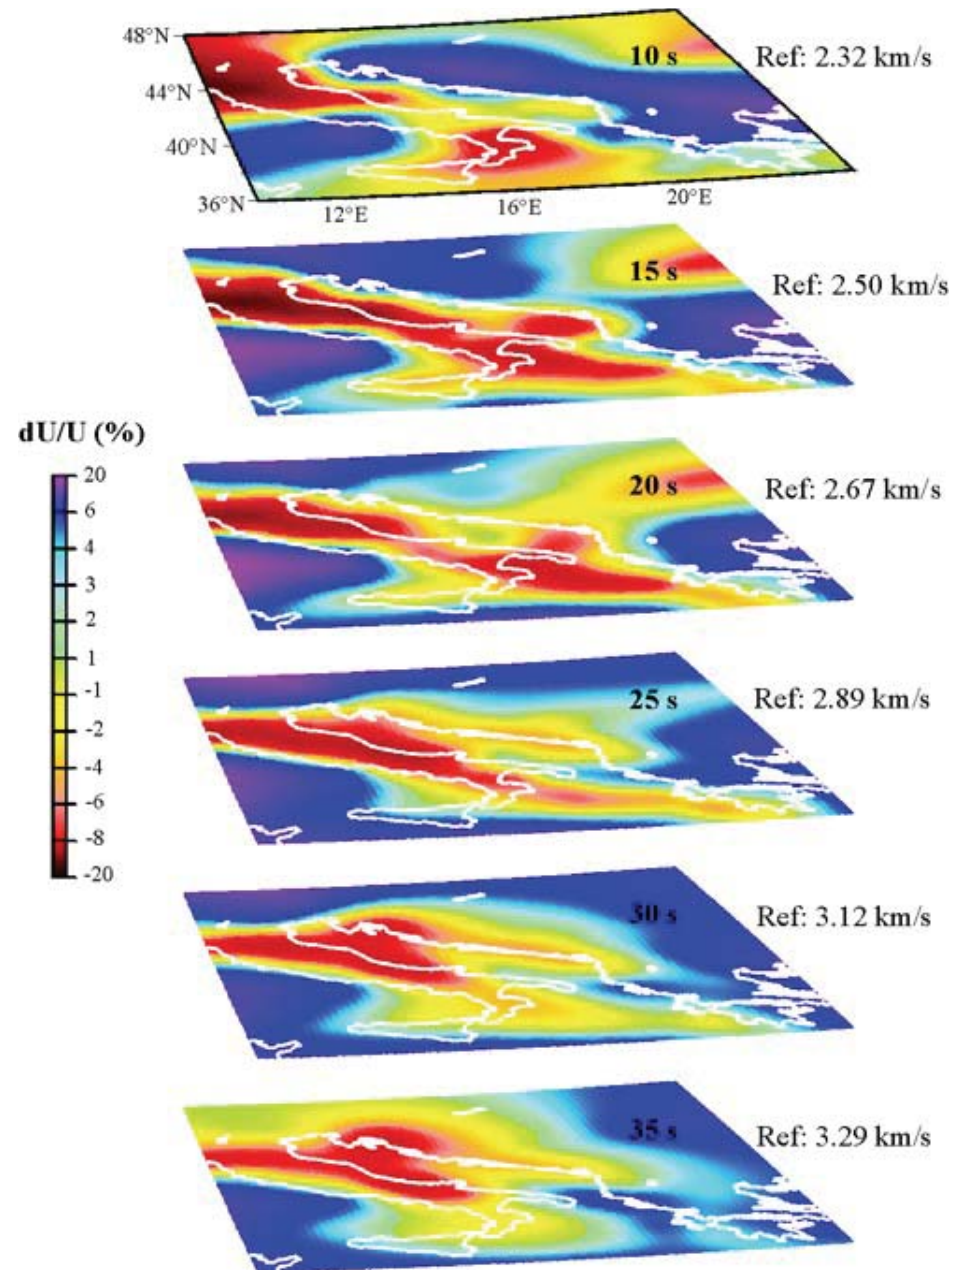 48°N
10 s
Ref: 2.32 km/s
44°N
40°N
36°N
12°E
16°E
20°E
15 s
Ref: 2.50 km/s
dU/U (%)
20
6
4
3
2
1
-1
-2
-4
-6
-8
-20
20 s
Ref: 2.67 km/s
25 s
Ref: 2.89 km/s
30 s
Ref: 3.12 km/s
35 s
Ref: 3.29 km/s